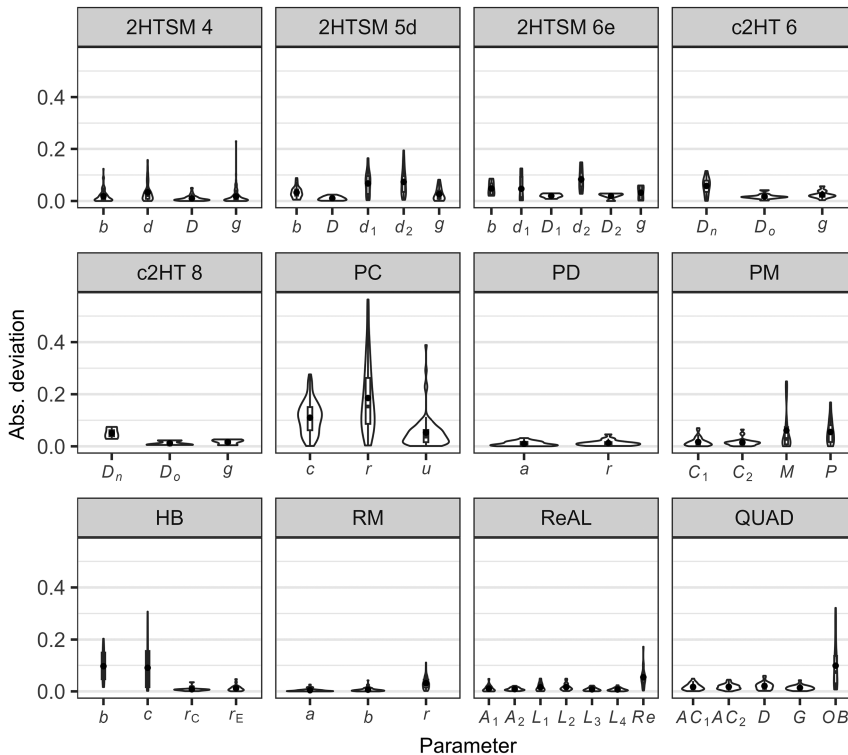 2HTSM 4 2HTSM 5d 2HTSM 6e c2HT 6
0.4
0.2
0.0
b d D g b D d1 d2 g b d1 D1 d2 D2 g Dn Do g
c2HT 8 PC PD PM
0.4
0.2
0.0
Dn Do g c r u a r C1 C2 M P
Abs. deviation
HB RM ReAL QUAD
0.4
0.2
0.0
b c rC rE a b r A1 A2 L1 L2 L3 L4 Re AC1 AC2 D G OB
Parameter